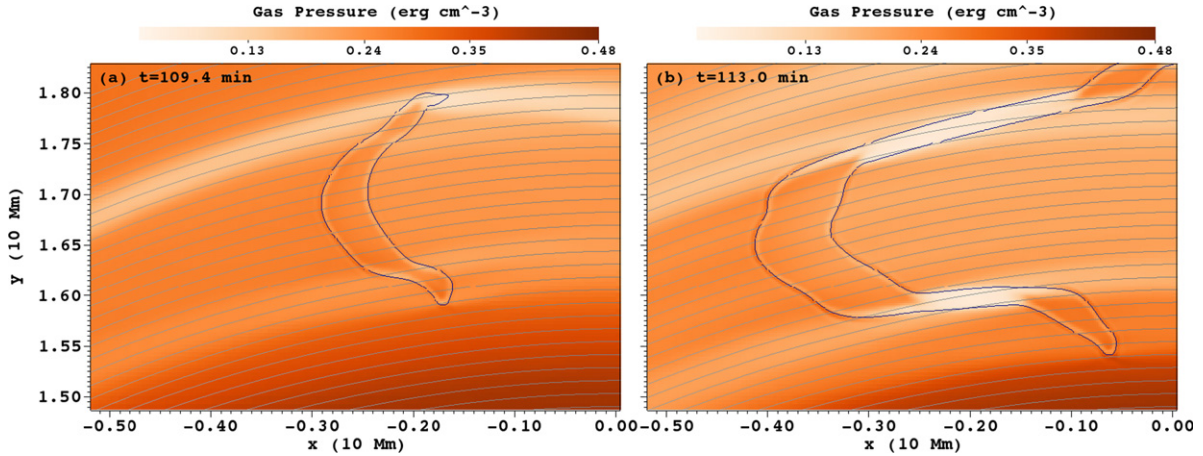 Gas Pressure (erg cm^-3)
0.13 0.24 0.35 0.48
(a) t=109.4 min
1.80
1.75
1.70
1.65
1.60
1.55
1.50
y (10 Mm)
-0.50 -0.40 -0.30 -0.20 -0.10 0.00
x (10 Mm)
Gas Pressure (erg cm^-3)
0.13 0.24 0.35 0.48
(b) t=113.0 min
-0.50 -0.40 -0.30 -0.20 -0.10 -0.00
x (10 Mm)